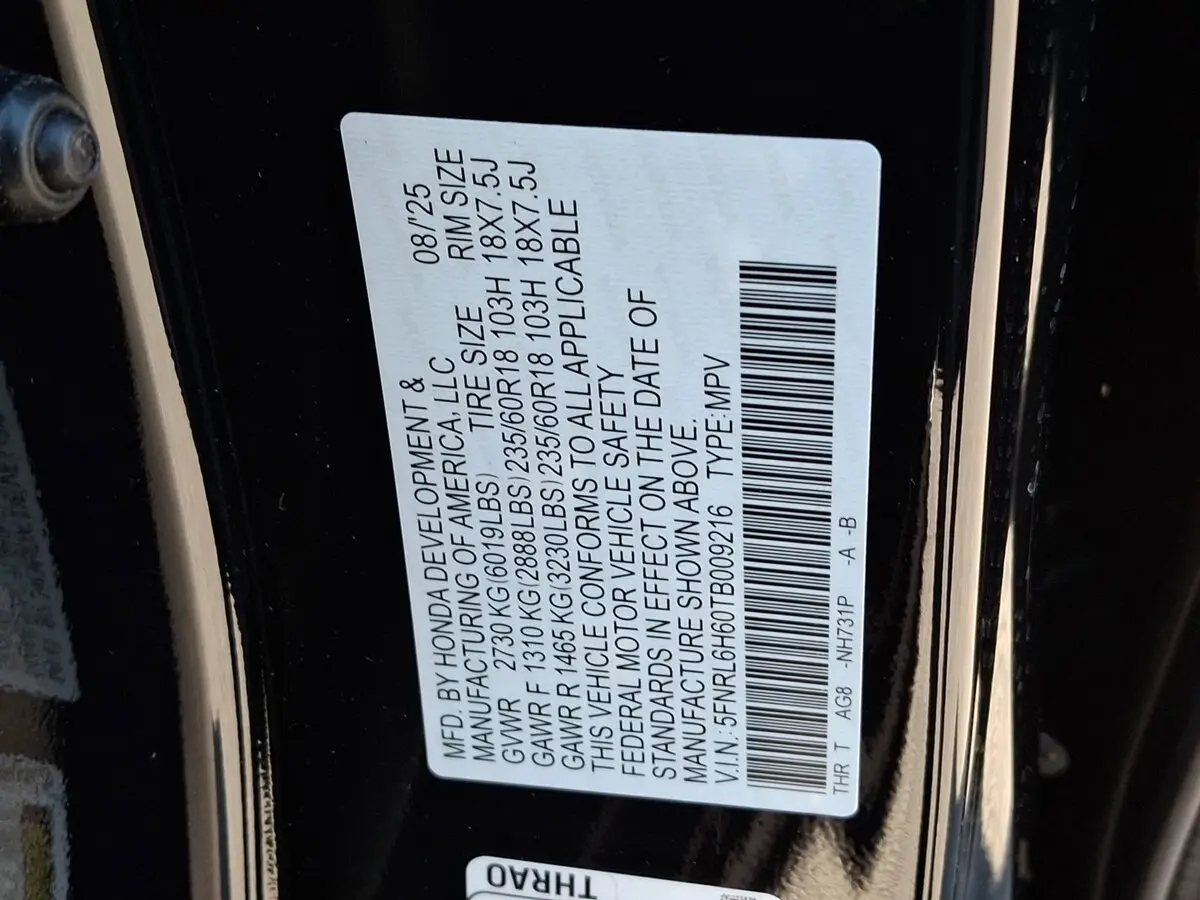 MFD. BY HONDA DEVELOPMENT & 08/'25
MANUFACTURING OF AMERICA, LLC
TIRE SIZE RIM SIZE
GVWR 2730 KG (6019LBS)
GAWR F 1310 KG (2888LBS) 235/60R18 103H 18X7.5J
GAWR R 1465 KG (3230LBS) 235/60R18 103H 18X7.5J
THIS VEHICLE CONFORMS TO ALL APPLICABLE
FEDERAL MOTOR VEHICLE SAFETY
STANDARDS IN EFFECT ON THE DATE OF
MANUFACTURE SHOWN ABOVE.
V.I.N.: 5FNRL6H60TB009216 TYPE: MPV
THR T AG8 -NH731P -A -B
THRA0